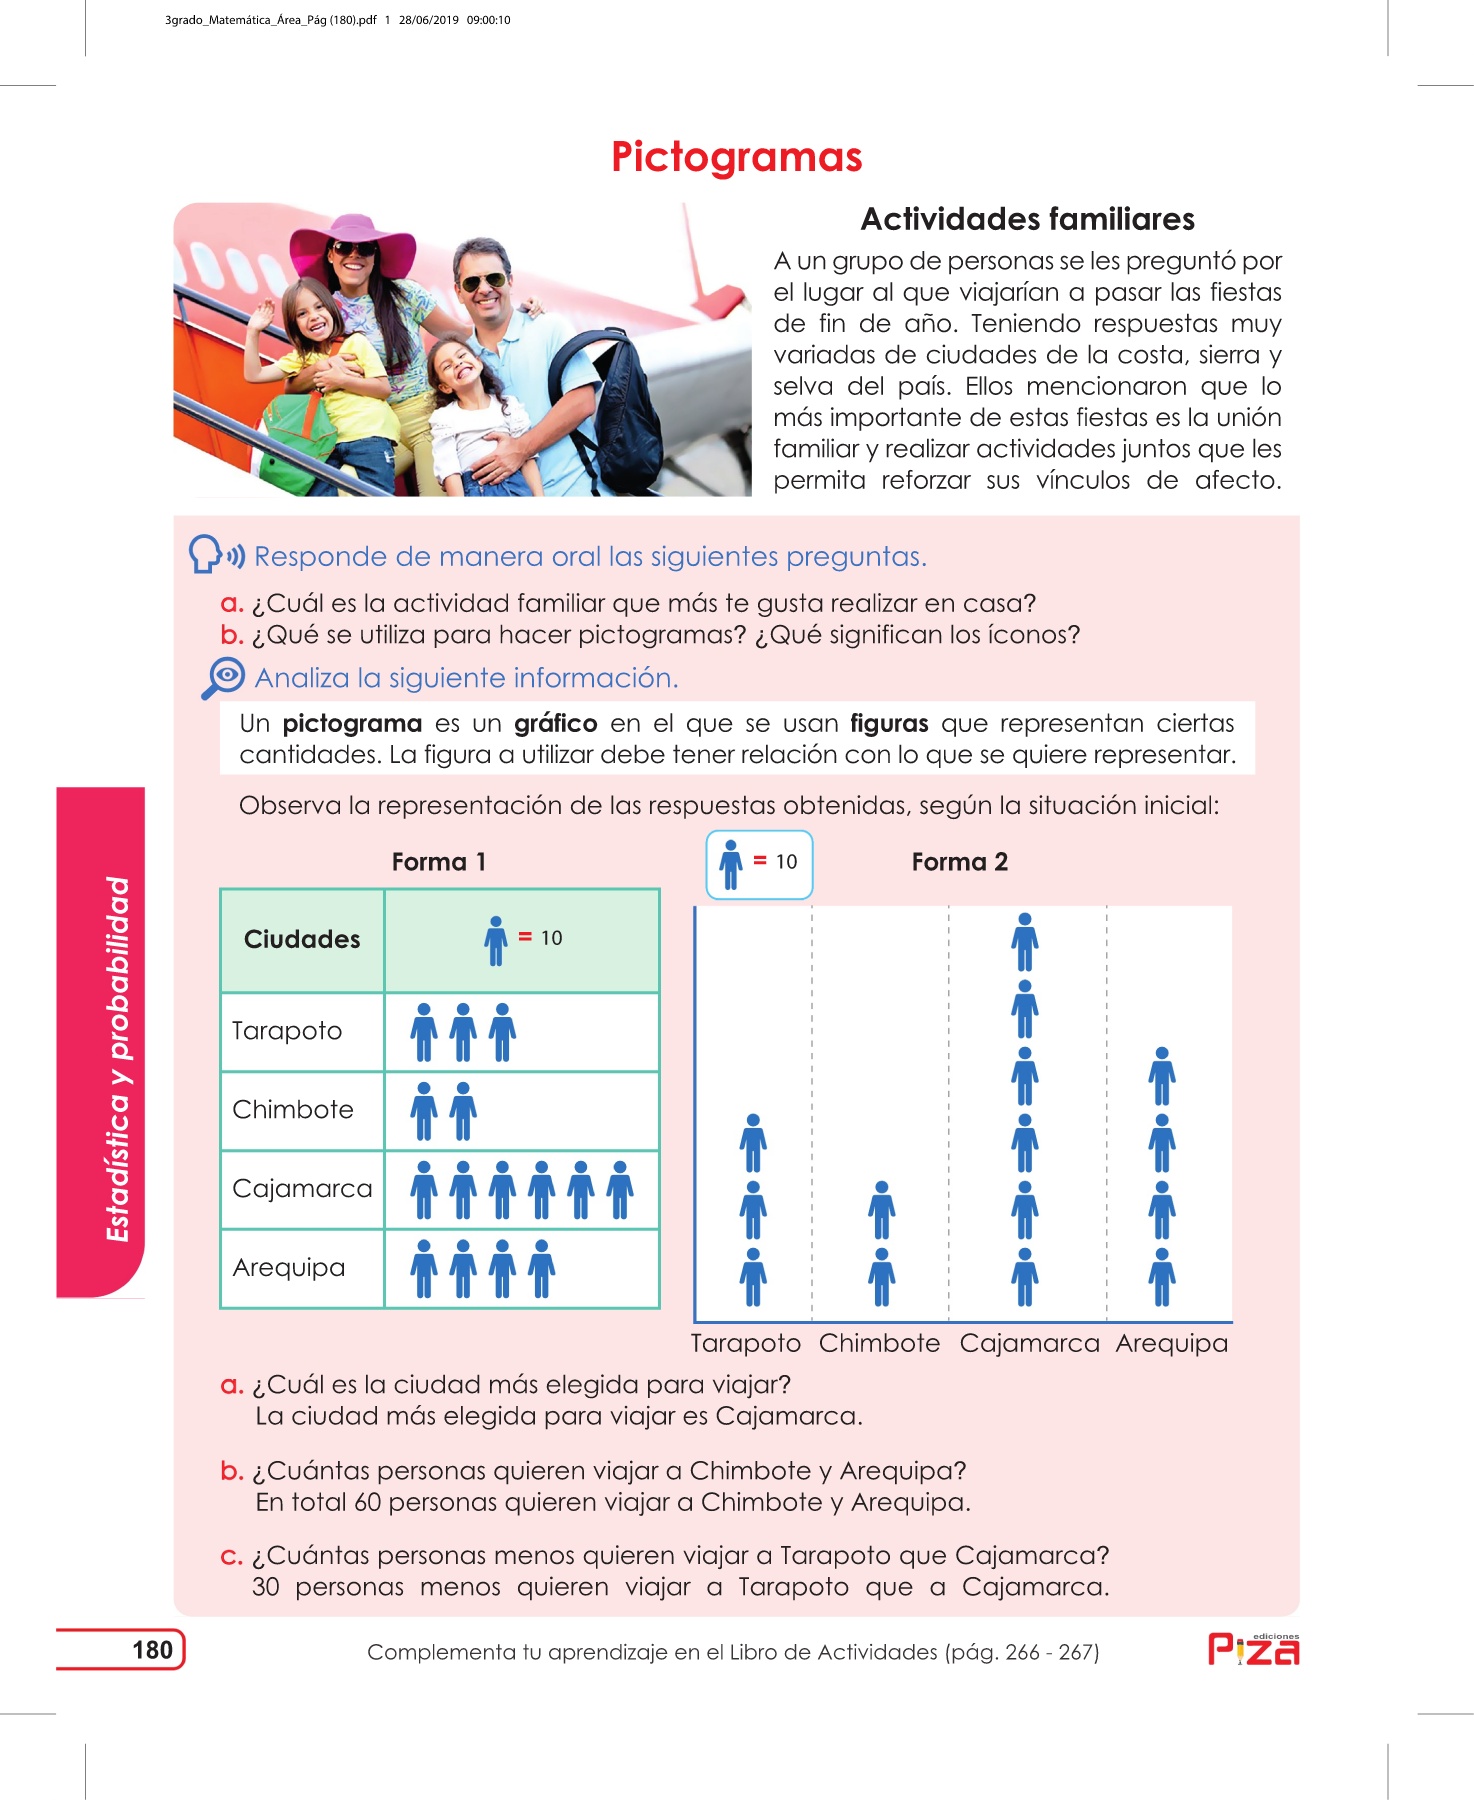 3grado_Matemática_Área_Pág (180).pdf 1 28/06/2019 09:00:10
Pictogramas
Actividades familiares
A un grupo de personas se les preguntó por
el lugar al que viajarían a pasar las fiestas
de fin de año. Teniendo respuestas muy
variadas de ciudades de la costa, sierra y
selva del país. Ellos mencionaron que lo
más importante de estas fiestas es la unión
familiar y realizar actividades juntos que les
permita reforzar sus vínculos de afecto.
Responde de manera oral las siguientes preguntas.
a. ¿Cuál es la actividad familiar que más te gusta realizar en casa?
b. ¿Qué se utiliza para hacer pictogramas? ¿Qué significan los íconos?
Analiza la siguiente información.
Un pictograma es un gráfico en el que se usan figuras que representan ciertas
cantidades. La figura a utilizar debe tener relación con lo que se quiere representar.
Observa la representación de las respuestas obtenidas, según la situación inicial:
Forma 1
Ciudades
= 10
Tarapoto
Chimbote
Cajamarca
Arequipa
= 10
Forma 2
Tarapoto Chimbote Cajamarca Arequipa
a. ¿Cuál es la ciudad más elegida para viajar?
La ciudad más elegida para viajar es Cajamarca.
b. ¿Cuántas personas quieren viajar a Chimbote y Arequipa?
En total 60 personas quieren viajar a Chimbote y Arequipa.
c. ¿Cuántas personas menos quieren viajar a Tarapoto que Cajamarca?
30 personas menos quieren viajar a Tarapoto que a Cajamarca.
Estadística y probabilidad
180
Complementa tu aprendizaje en el Libro de Actividades (pág. 266 - 267)
ediciones
Piza